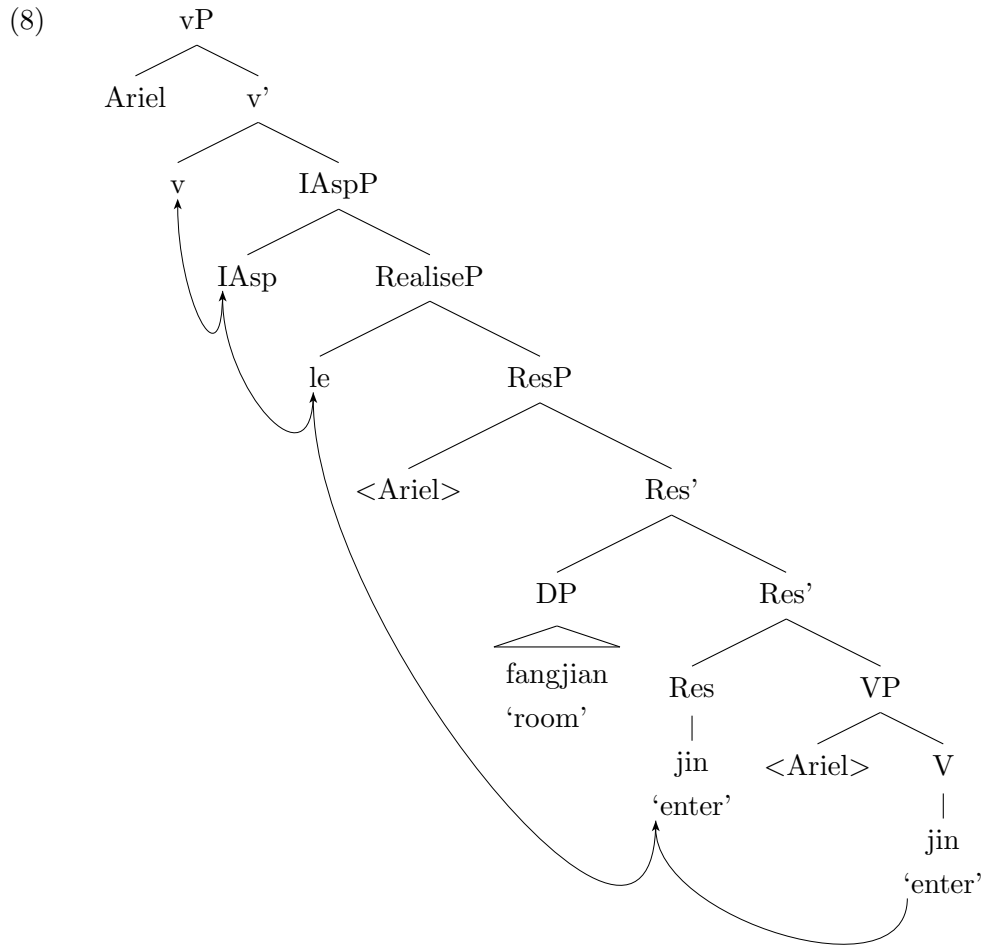 (8) vP
Ariel v’
v IAspP
IAsp RealiseP
le ResP
<Ariel> Res’
DP Res’
fangjian Res VP
‘room’
jin <Ariel> V
‘enter’
jin
‘enter’